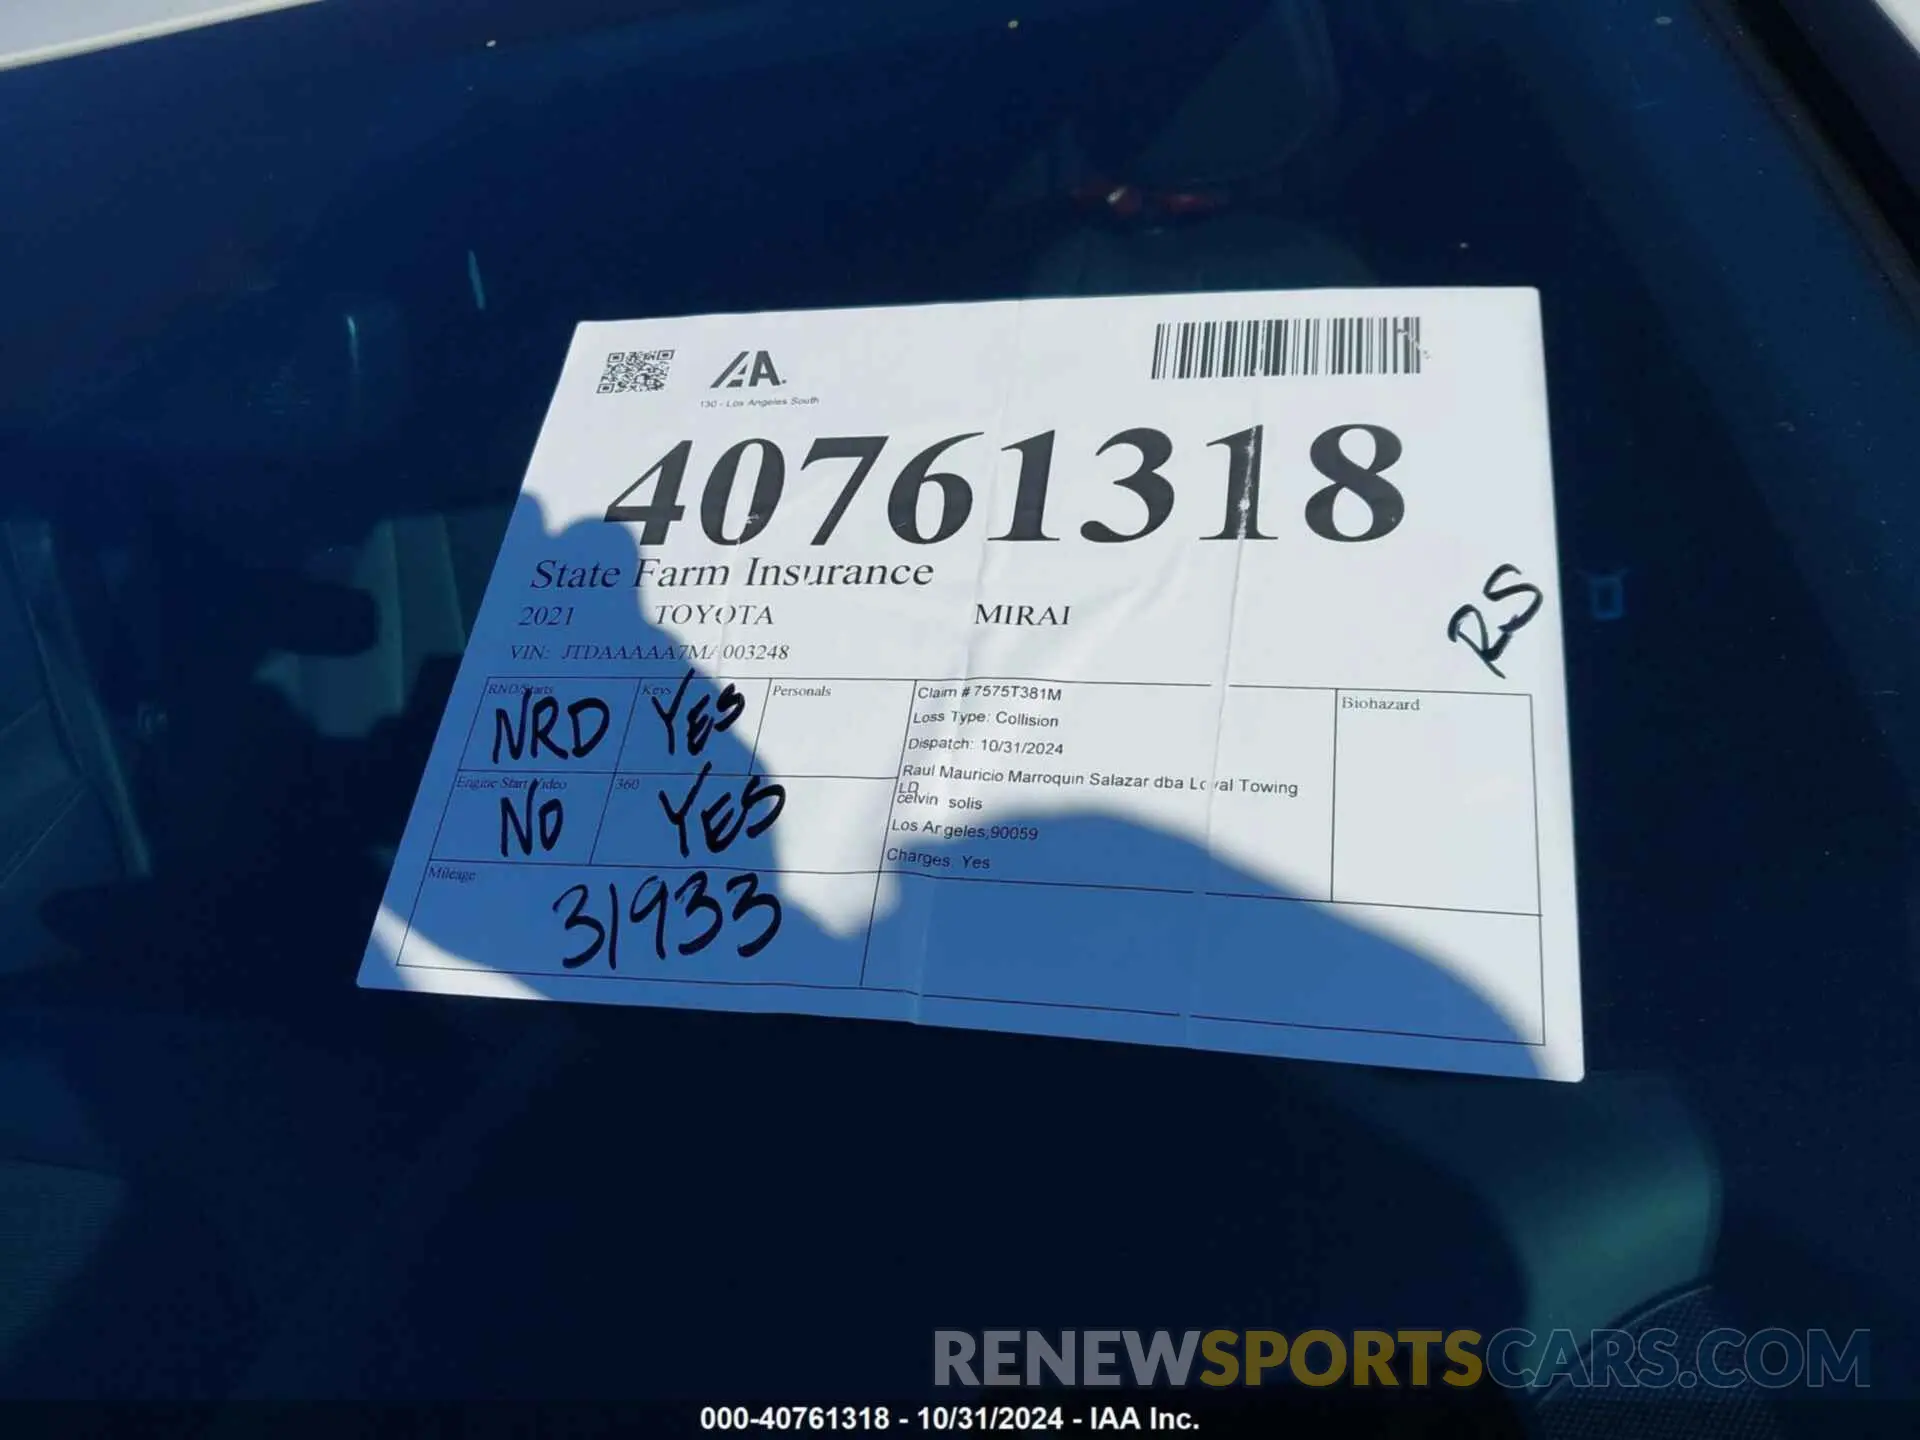 IAA
130 - Los Angeles South
40761318
State Farm Insurance
2021 TOYOTA MIRAI
VIN: JTDAAAAA7MA003248
RS
RND/Starts NRD
Keys YES
Personals
Engine Start Video NO
360 YES
Mileage
31933
Claim # 7575T381M
Loss Type: Collision
Dispatch: 10/31/2024
Raul Mauricio Marroquin Salazar dba Loyal Towing
LD
celvin solis
Los Angeles,90059
Charges: Yes
Biohazard
RENEWSPORTSCARS.COM
000-40761318 - 10/31/2024 - IAA Inc.